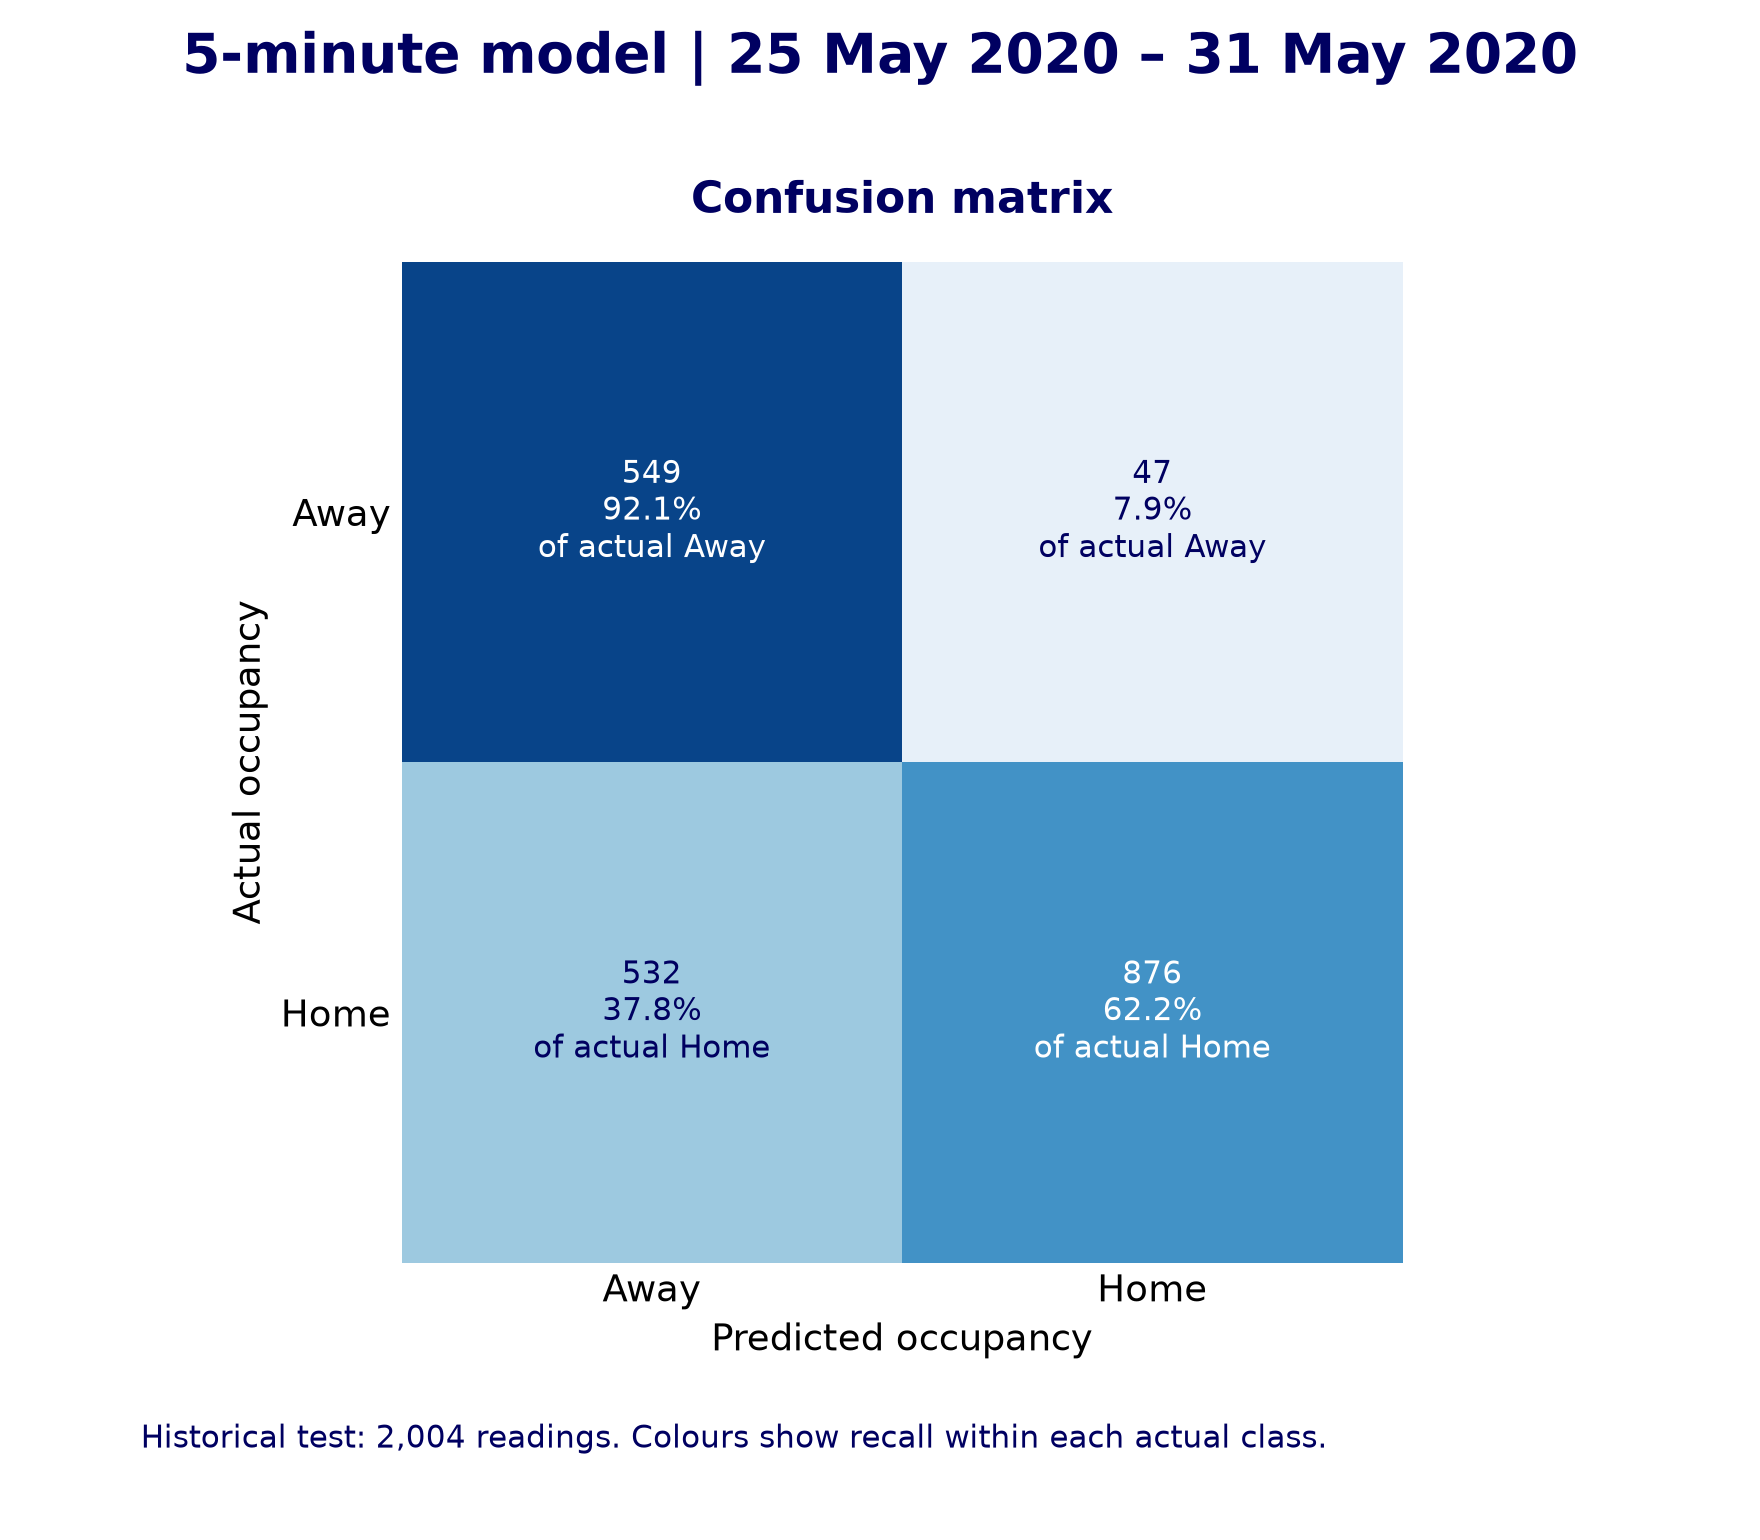 5-minute model | 25 May 2020 – 31 May 2020
Confusion matrix
Actual occupancy
Away
549
92.1%
of actual Away
47
7.9%
of actual Away
Home
532
37.8%
of actual Home
876
62.2%
of actual Home
Away
Home
Predicted occupancy
Historical test: 2,004 readings. Colours show recall within each actual class.